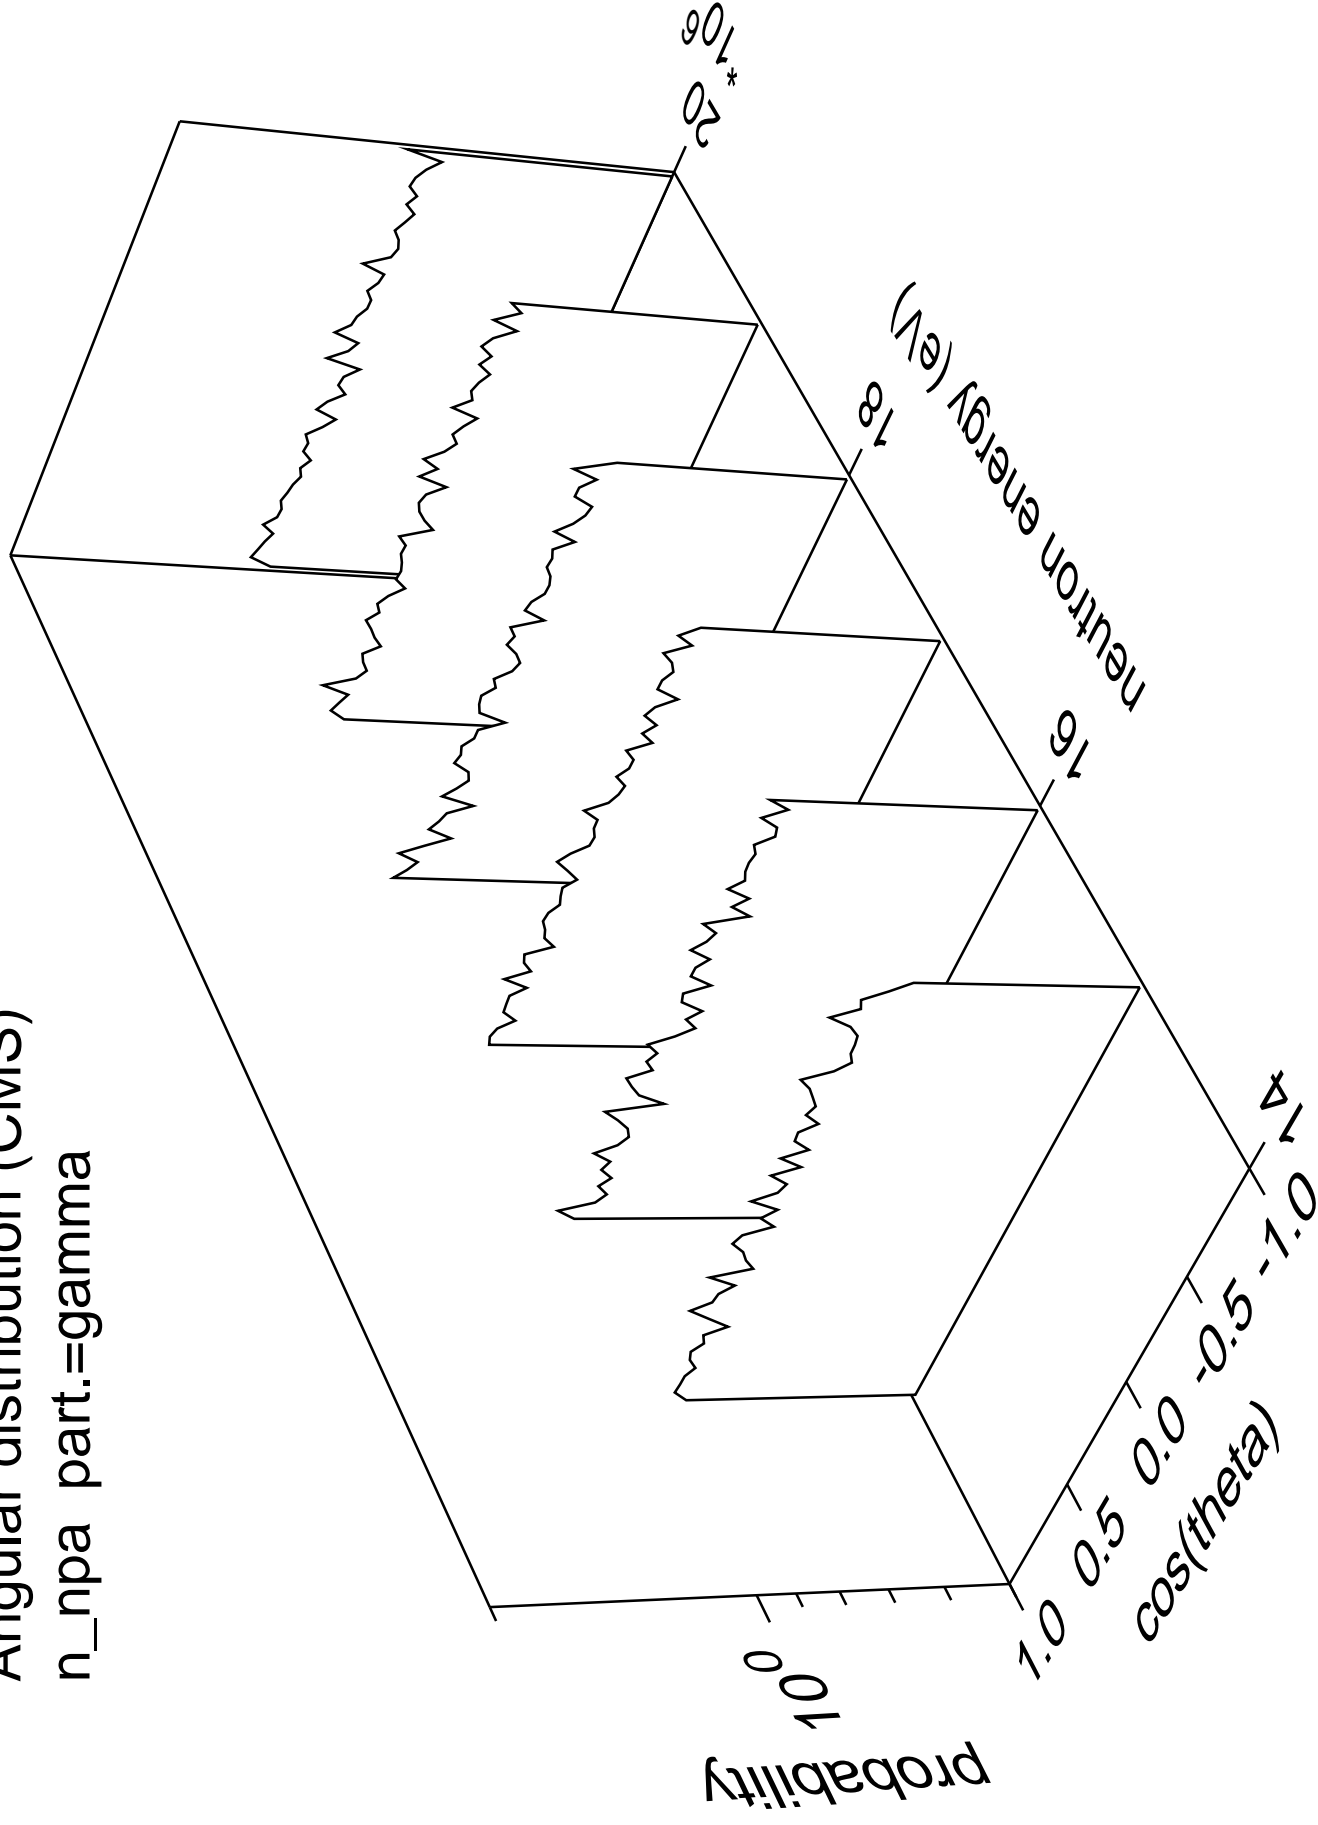 Angular distribution (CMS)
n_npa part.=gamma
probability
10 0
1.0 0.5 0.0 -0.5 -1.0
cos(theta)
14 16 18 20
* 10 6
neutron energy (eV)